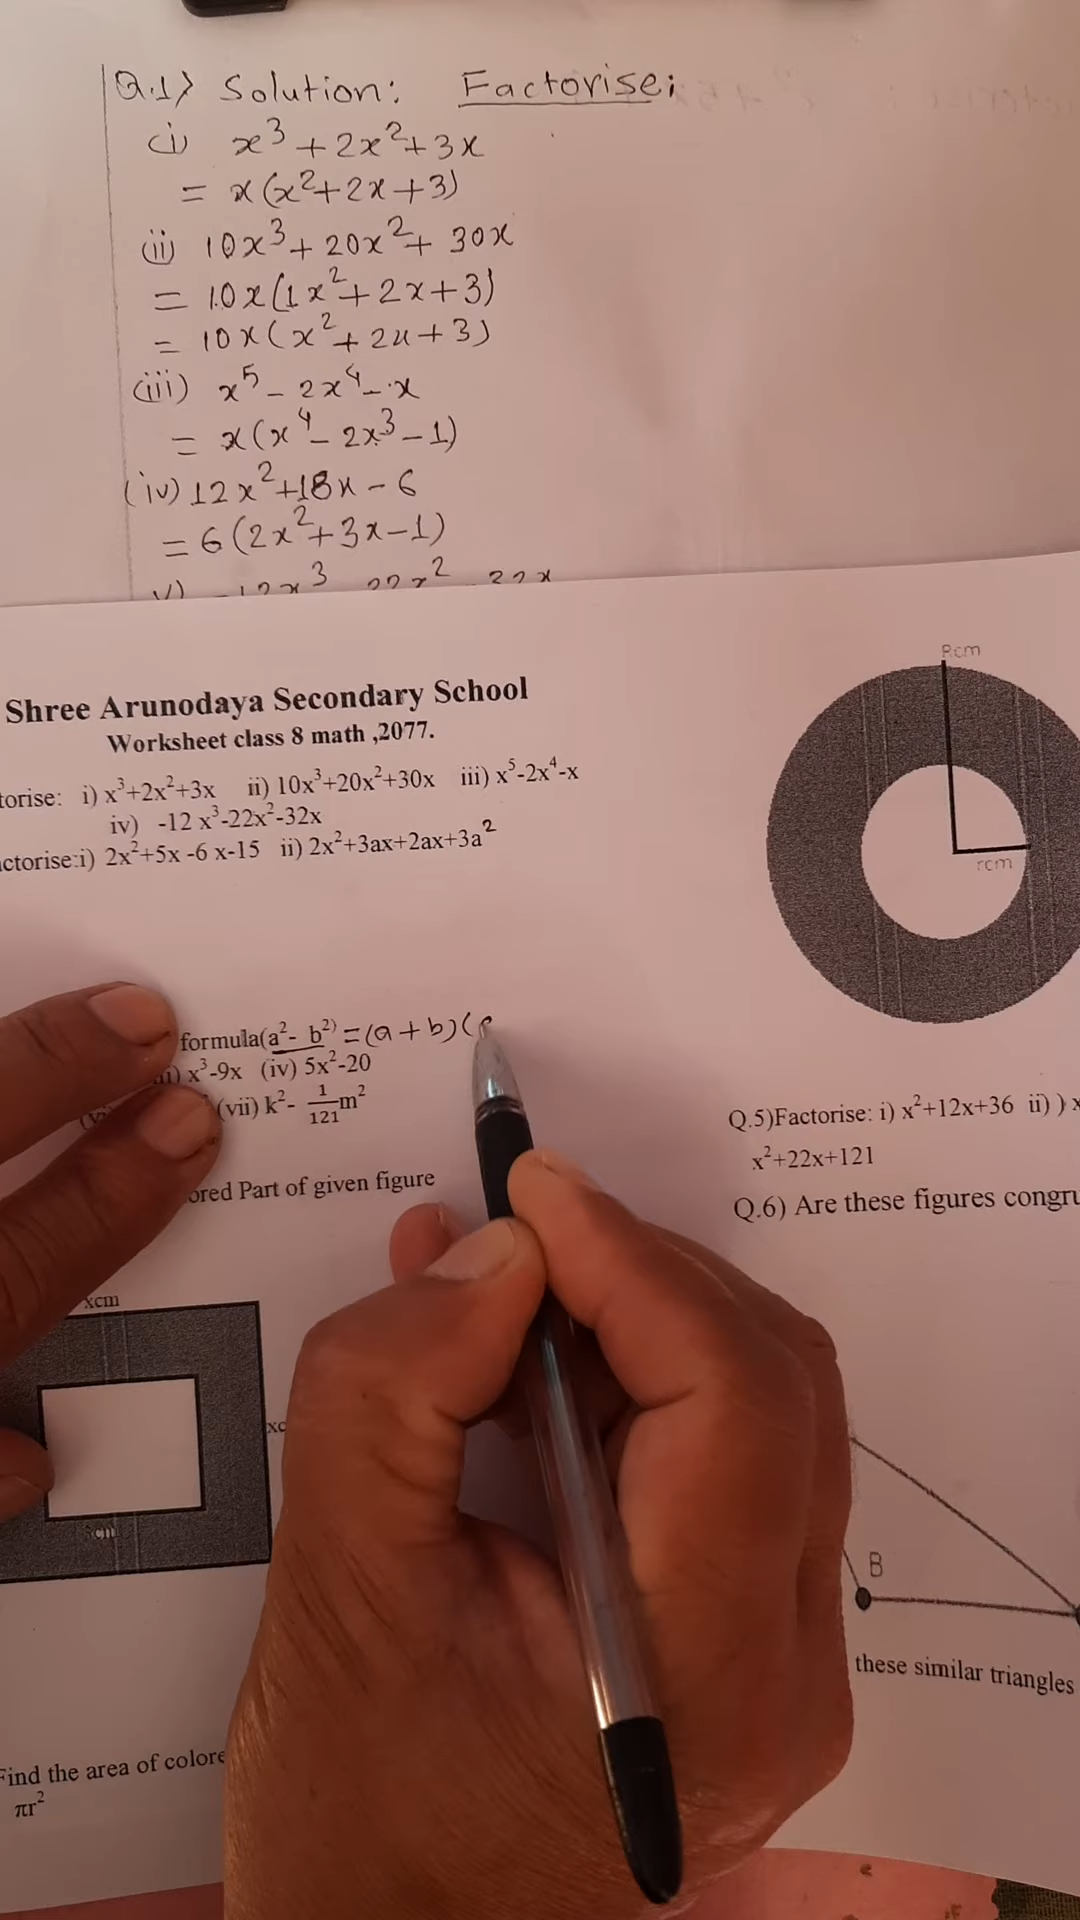 Q.1) Solution: Factorise:
(i) x³+2x²+3x
= x(x²+2x+3)
(ii) 10x³+20x²+30x
= 10x(1x²+2x+3)
= 10x(x²+2x+3)
(iii) x⁵-2x⁴-x
= x(x⁴-2x³-1)
(iv) 12x²+18x-6
= 6(2x²+3x-1)
Shree Arunodaya Secondary School
Worksheet class 8 math ,2077.
torise: i) x³+2x²+3x ii) 10x³+20x²+30x iii) x⁵-2x⁴-x
iv) -12 x³-22x²-32x
actorise:i) 2x²+5x -6 x-15 ii) 2x²+3ax+2ax+3a²
Rcm
rcm
formula(a²- b²) =(a+b)(
x³-9x (iv) 5x²-20
(vii) k²- 1/121 m²
ored Part of given figure
xcm
xc
Q.5)Factorise: i) x²+12x+36 ii) ) x
x²+22x+121
Q.6) Are these figures congru
B
these similar triangles
Find the area of colore
πr²